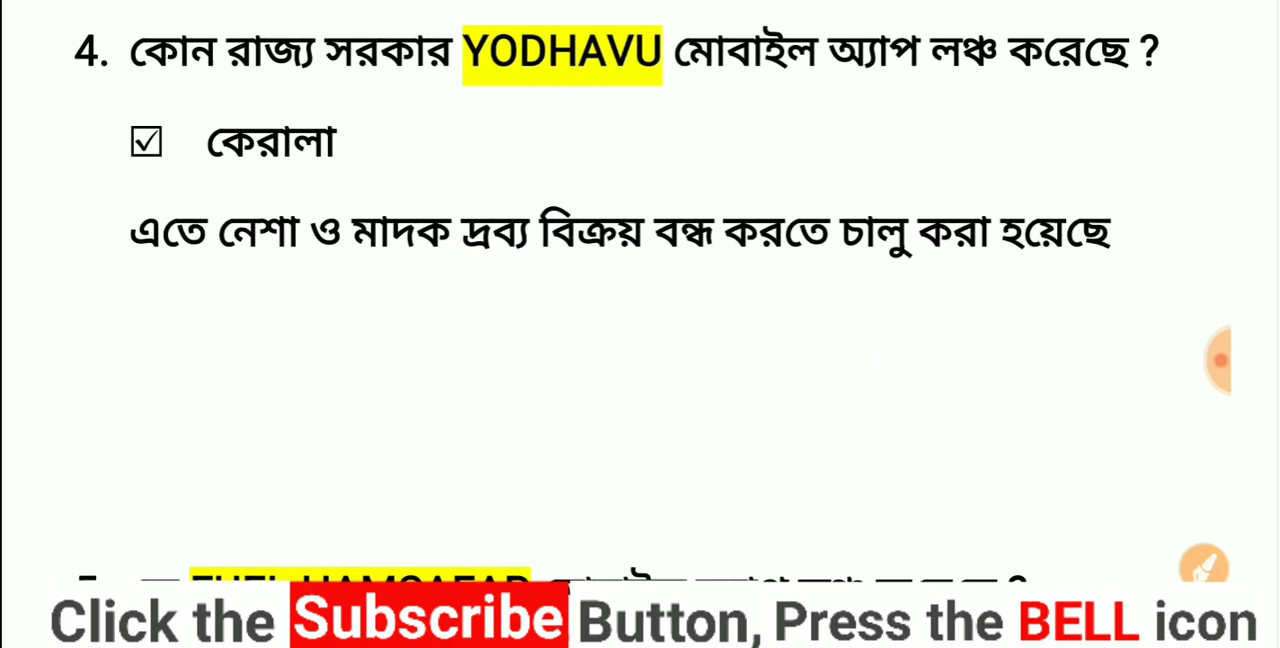 4. কোন রাজ্য সরকার YODHAVU মোবাইল অ্যাপ লঞ্চ করেছে ?
কেরালা
এতে নেশা ও মাদক দ্রব্য বিক্রয় বন্ধ করতে চালু করা হয়েছে
Click the Subscribe Button, Press the BELL icon